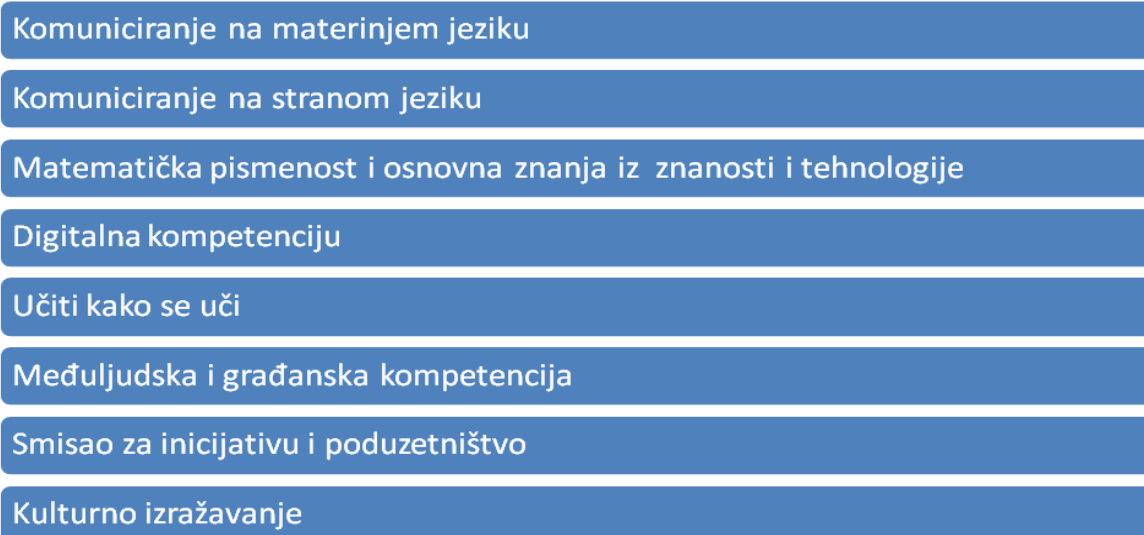 Komuniciranje na materinjem jeziku
Komuniciranje na stranom jeziku
Matematička pismenost i osnovna znanja iz znanosti i tehnologije
Digitalna kompetenciju
Učiti kako se uči
Međuljudska i građanska kompetencija
Smisao za inicijativu i poduzetništvo
Kulturno izražavanje